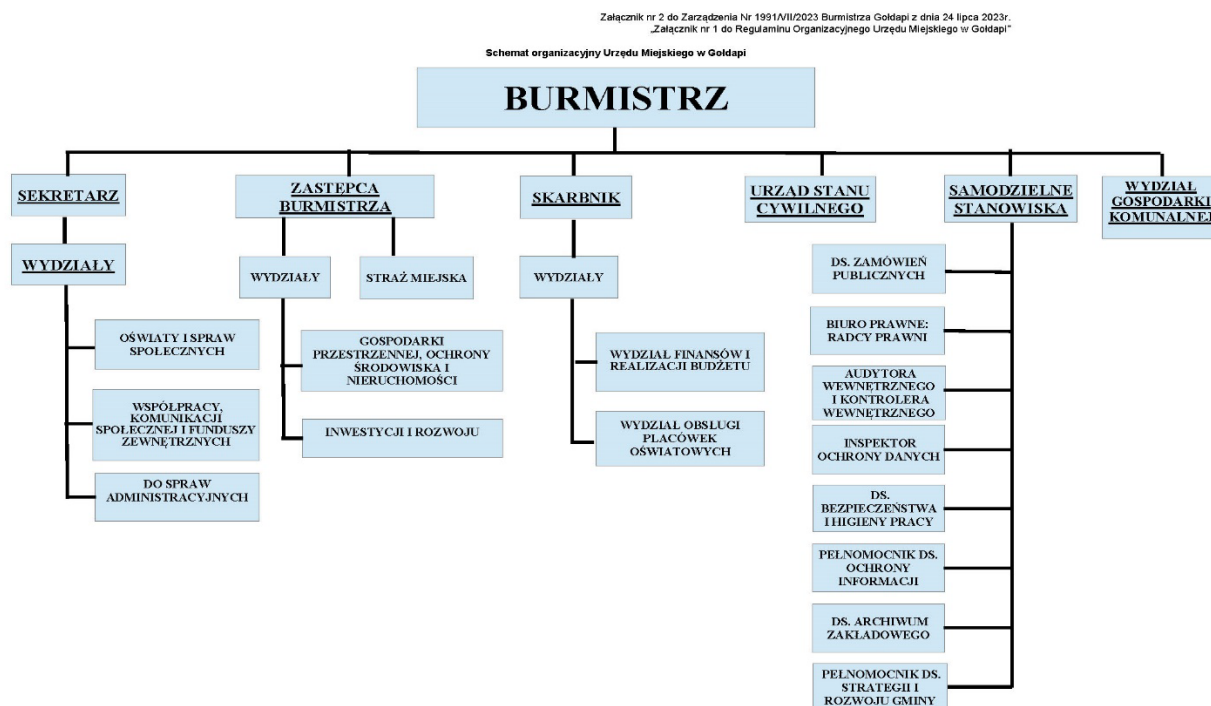 Załącznik nr 2 do Zarządzenia Nr 1991/VII/2023 Burmistrza Gołdapi z dnia 24 lipca 2023r.
„Załącznik nr 1 do Regulaminu Organizacyjnego Urzędu Miejskiego w Gołdapi"
Schemat organizacyjny Urzędu Miejskiego w Gołdapi
BURMISTRZ
SEKRETARZ
ZASTĘPCA
BURMISTRZA
SKARBNIK
URZAD STANU
CYWILNEGO
SAMODZIELNE
STANOWISKA
WYDZIAŁ
GOSPODARKI
KOMUNALNEJ
WYDZIAŁY
WYDZIAŁY
STRAŻ MIEJSKA
WYDZIAŁY
OŚWIATY I SPRAW
SPOŁECZNYCH
WSPÓŁPRACY,
KOMUNIKACJI
SPOŁECZNEJ I FUNDUSZY
ZEWNĘTRZNYCH
DO SPRAW
ADMINISTRACYJNYCH
GOSPODARKI
PRZESTRZENNEJ, OCHRONY
ŚRODOWISKA I
NIERUCHOMOŚCI
INWESTYCJI I ROZWOJU
WYDZIAŁ FINANSÓW I
REALIZACJI BUDŻETU
WYDZIAŁ OBSŁUGI
PLACÓWEK
OŚWIATOWYCH
DS. ZAMÓWIEŃ
PUBLICZNYCH
BIURO PRAWNE:
RADCY PRAWNI
AUDYTORA
WEWNĘTRZNEGO
I KONTROLERA
WEWNĘTRZNEGO
INSPEKTOR
OCHRONY DANYCH
DS.
BEZPIECZEŃSTWA
I HIGIENY PRACY
PEŁNOMOCNIK DS.
OCHRONY
INFORMACJI
DS. ARCHIWUM
ZAKŁADOWEGO
PEŁNOMOCNIK DS.
STRATEGII I
ROZWOJU GMINY